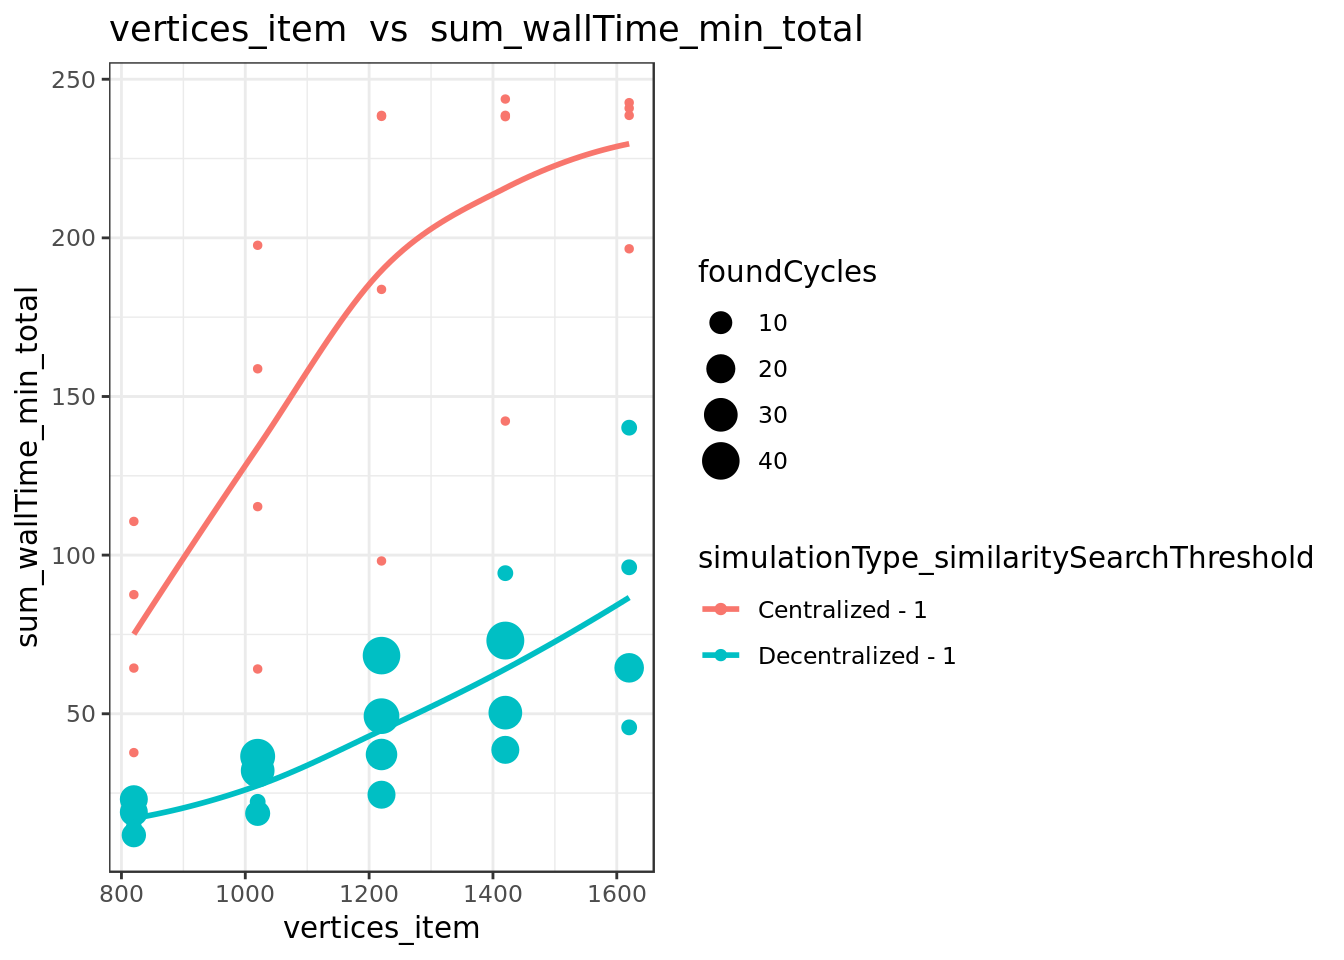 vertices_item  vs  sum_wallTime_min_total
sum_wallTime_min_total
250
200
150
100
50
800 1000 1200 1400 1600
vertices_item
foundCycles
10
20
30
40
simulationType_similaritySearchThreshold
Centralized - 1
Decentralized - 1